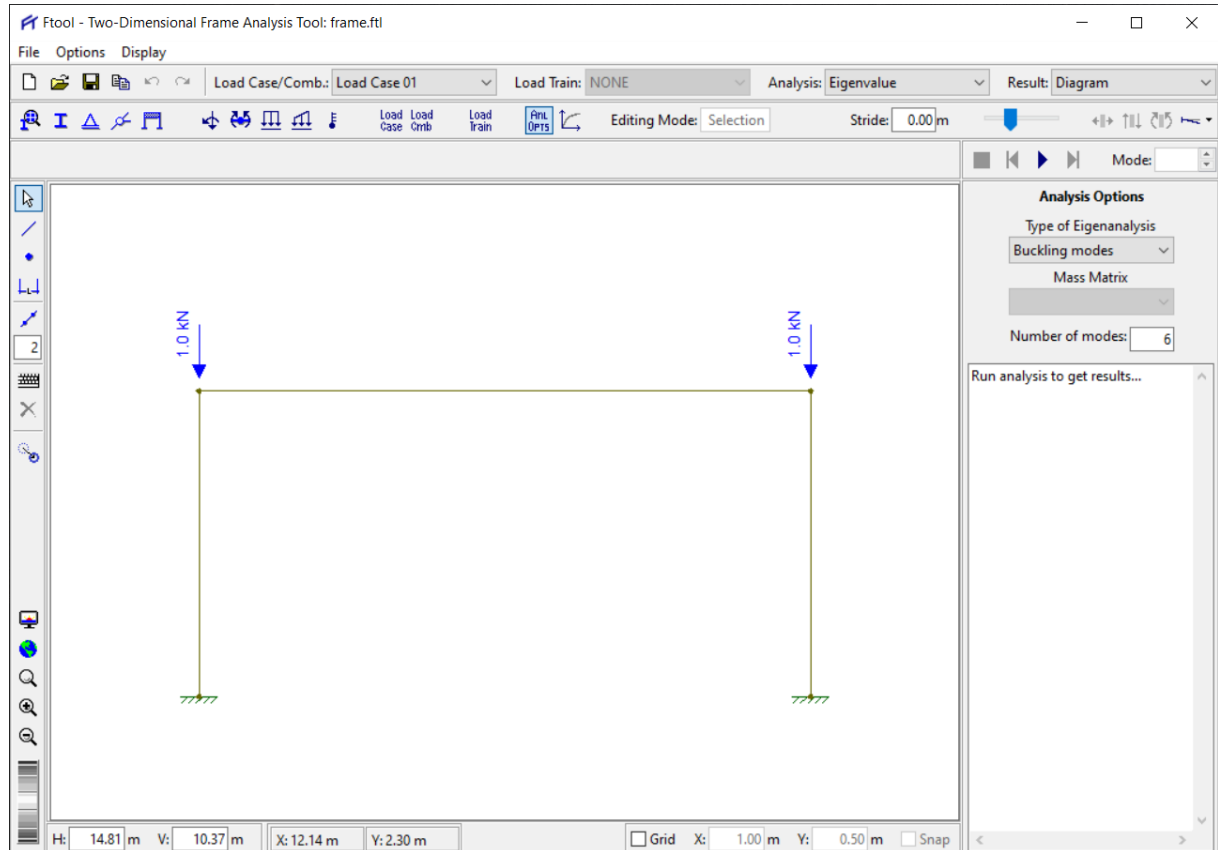 Ftool - Two-Dimensional Frame Analysis Tool: frame.ftl
File Options Display
Load Case/Comb.: Load Case 01 Load Train: NONE Analysis: Eigenvalue Result: Diagram
Load Case Load Cmb Load Train ANL OPTS Editing Mode: Selection Stride: 0.00 m
Mode:
Analysis Options
Type of Eigenanalysis
Buckling modes
Mass Matrix
Number of modes: 6
Run analysis to get results...
L
2
1.0 kN 1.0 kN
H: 14.81 m V: 10.37 m X: 12.14 m Y: 2.30 m Grid X: 1.00 m Y: 0.50 m Snap